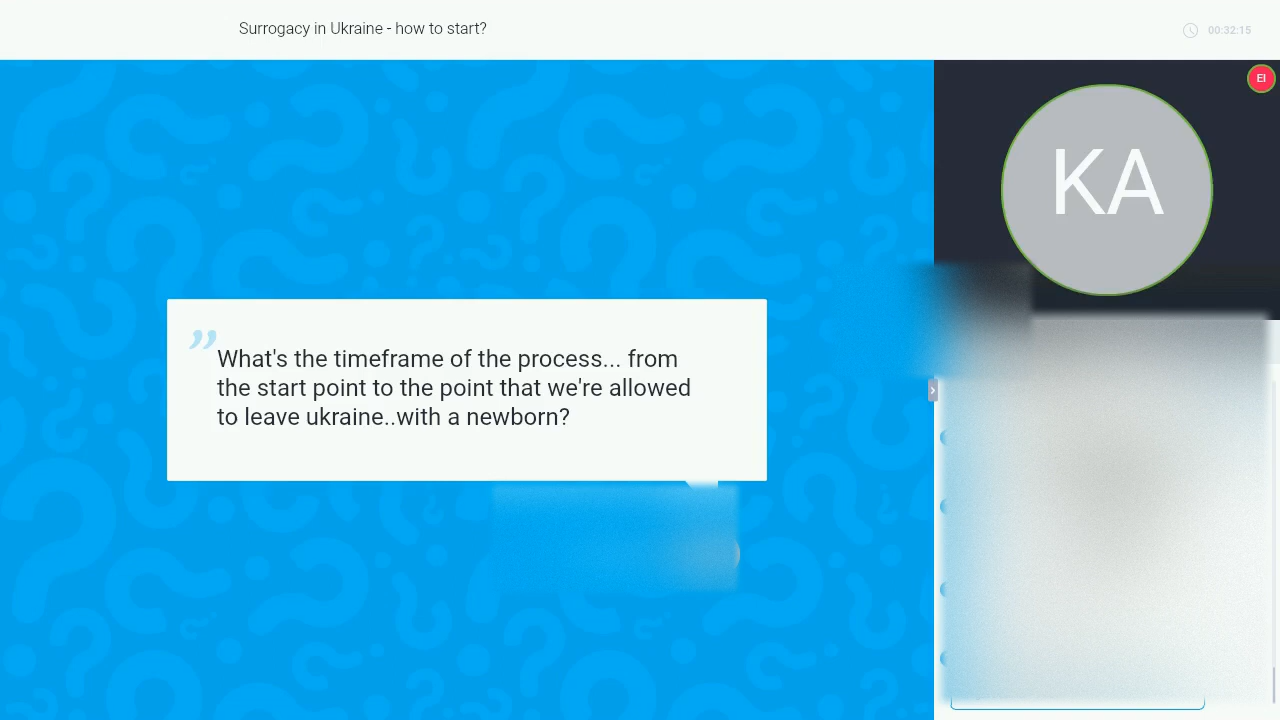 Surrogacy in Ukraine - how to start?
00:32:15
EI
KA
” What's the timeframe of the process... from
the start point to the point that we're allowed
to leave ukraine..with a newborn?